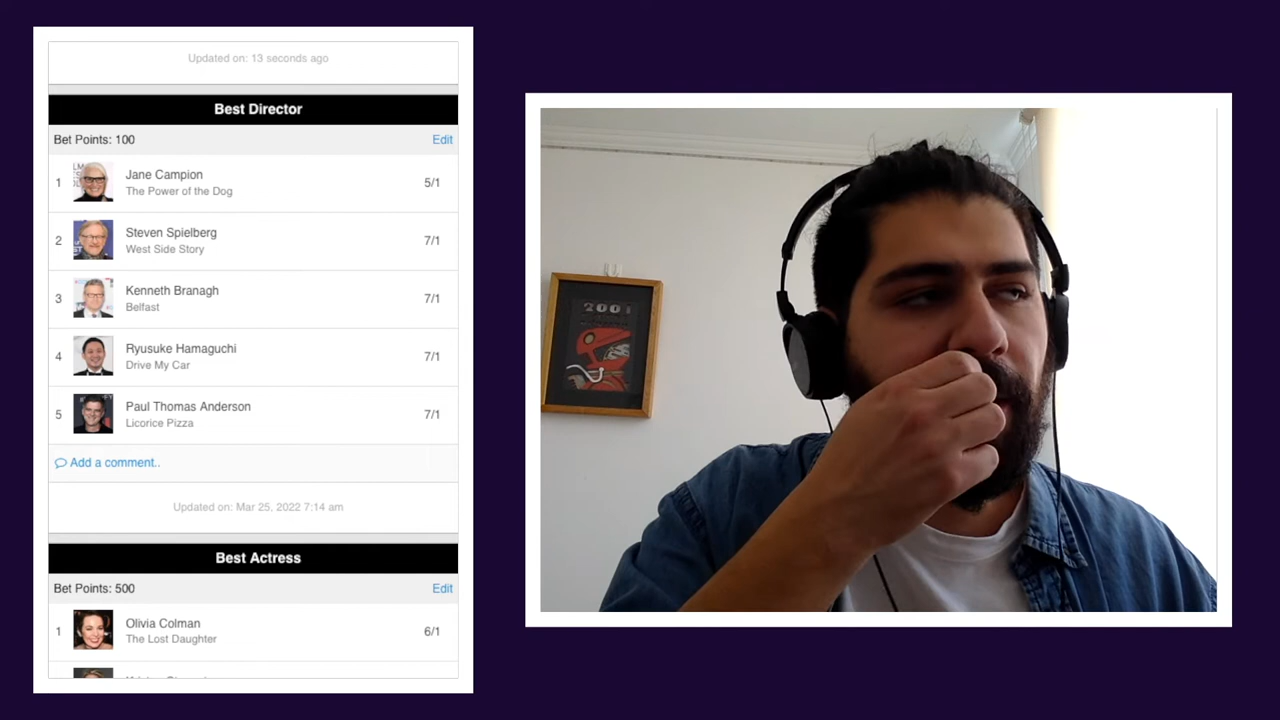 Updated on: 13 seconds ago
Best Director
Bet Points: 100 Edit
1 Jane Campion 5/1
The Power of the Dog
2 Steven Spielberg 7/1
West Side Story
3 Kenneth Branagh 7/1
Belfast
4 Ryusuke Hamaguchi 7/1
Drive My Car
5 Paul Thomas Anderson 7/1
Licorice Pizza
Add a comment..
Updated on: Mar 25, 2022 7:14 am
Best Actress
Bet Points: 500 Edit
1 Olivia Colman 6/1
The Lost Daughter
2001